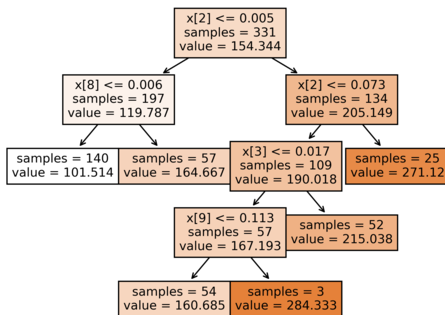 x[2] <= 0.005
samples = 331
value = 154.344
x[8] <= 0.006
samples = 197
value = 119.787
x[2] <= 0.073
samples = 134
value = 205.149
samples = 140
value = 101.514
samples = 57
value = 164.667
x[3] <= 0.017
samples = 109
value = 190.018
samples = 25
value = 271.12
x[9] <= 0.113
samples = 57
value = 167.193
samples = 52
value = 215.038
samples = 54
value = 160.685
samples = 3
value = 284.333